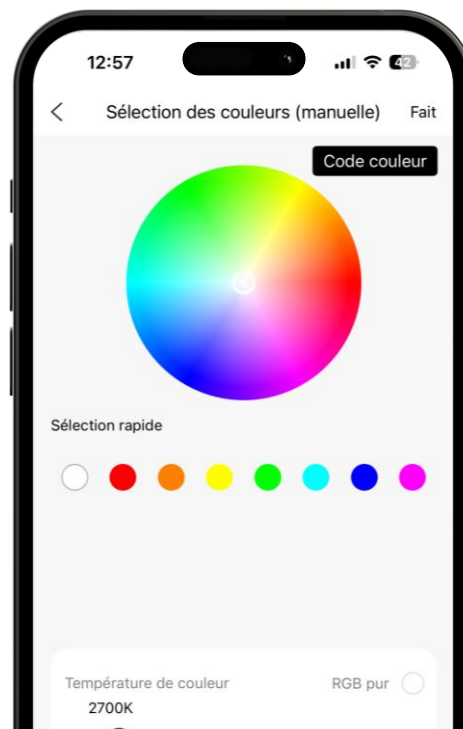 12:57
42
Sélection des couleurs (manuelle)
Fait
Code couleur
Sélection rapide
Température de couleur
RGB pur
2700K